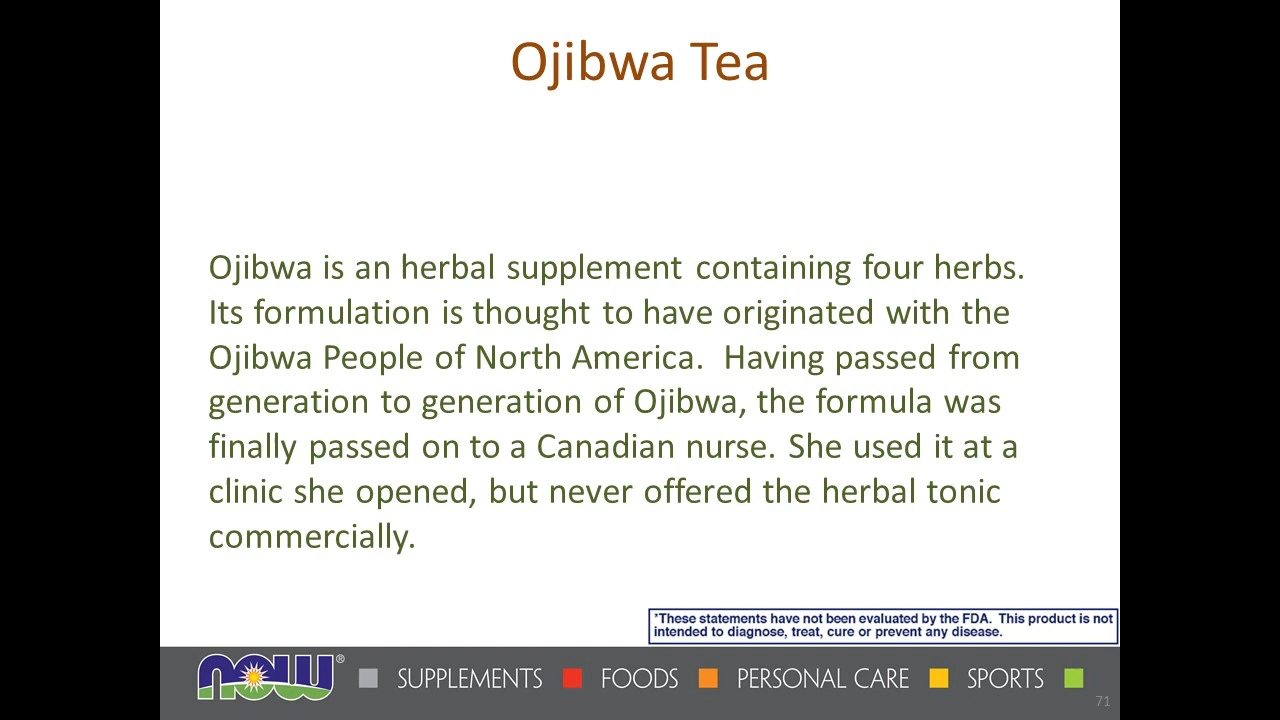 Ojibwa Tea
Ojibwa is an herbal supplement containing four herbs.
Its formulation is thought to have originated with the
Ojibwa People of North America.  Having passed from
generation to generation of Ojibwa, the formula was
finally passed on to a Canadian nurse. She used it at a
clinic she opened, but never offered the herbal tonic
commercially.
*These statements have not been evaluated by the FDA.  This product is not
intended to diagnose, treat, cure or prevent any disease.
now® SUPPLEMENTS FOODS PERSONAL CARE SPORTS
71